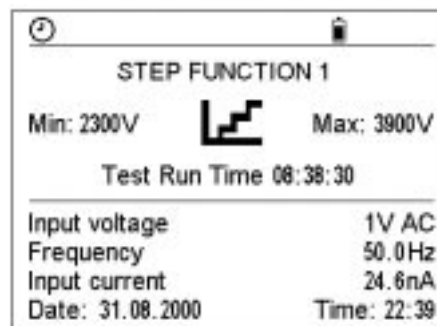 STEP FUNCTION 1
Min: 2300V Max: 3900V
Test Run Time 08:38:30
Input voltage 1V AC
Frequency 50.0Hz
Input current 24.6nA
Date: 31.08.2000 Time: 22:39